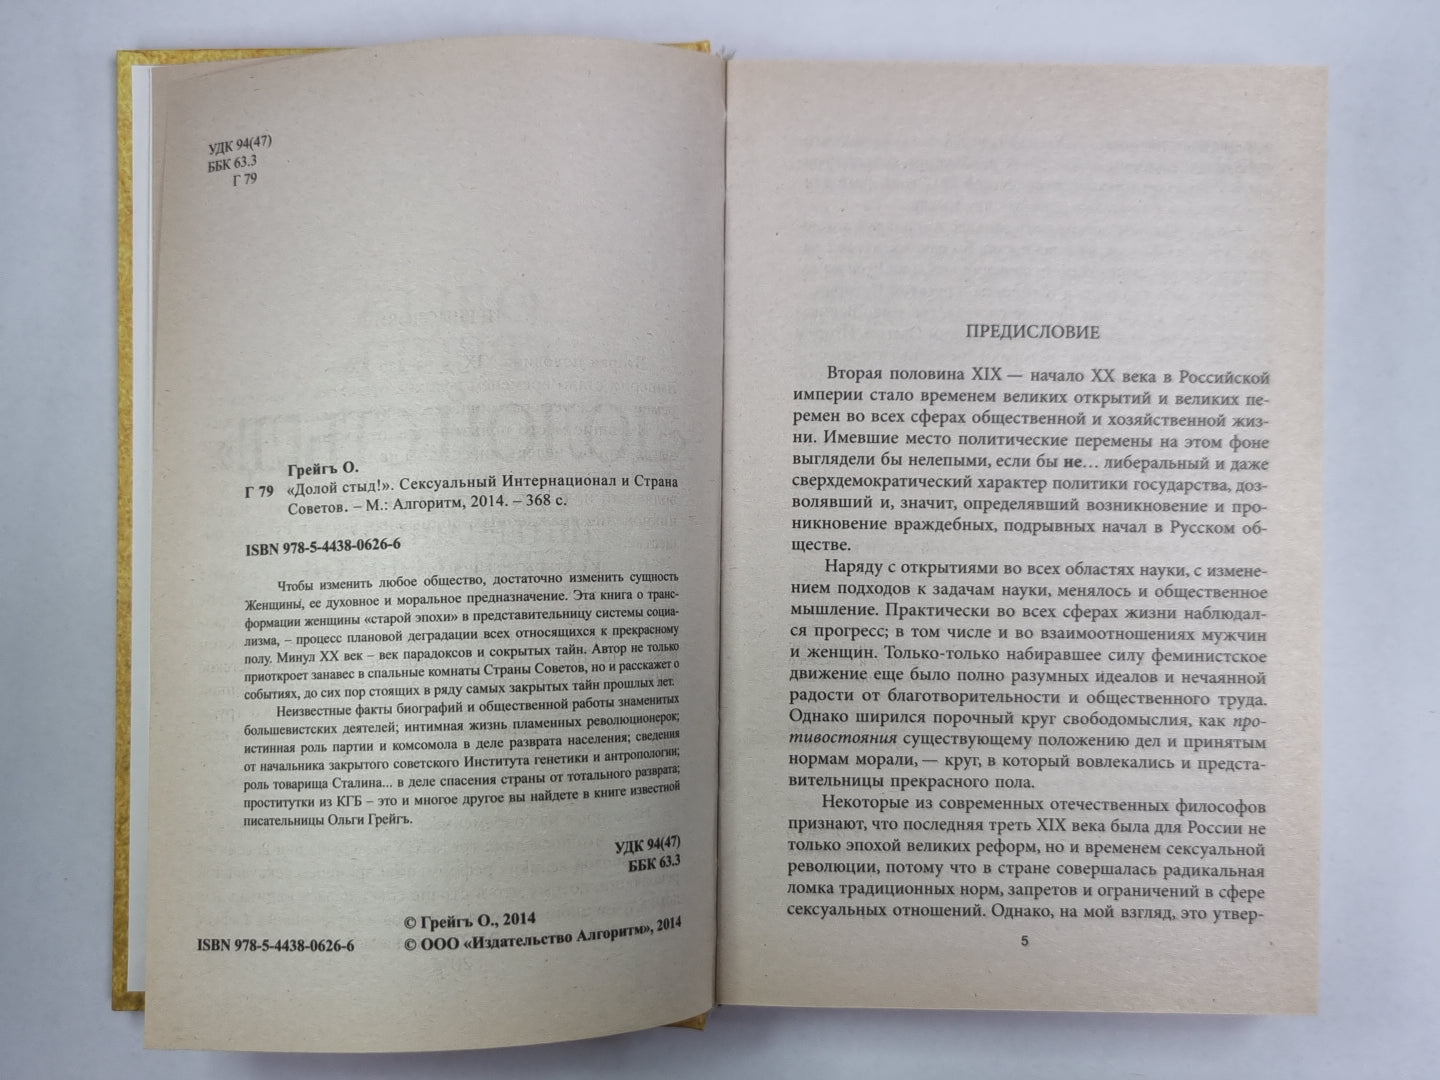 УДК 94(47)
ББК 63.3
Г 79
Грейгъ О.
Г 79 «Долой стыд!». Сексуальный Интернационал и Страна
Советов. – М.: Алгоритм, 2014. – 368 с.
ISBN 978-5-4438-0626-6
Чтобы изменить любое общество, достаточно изменить сущность
Женщины, ее духовное и моральное предназначение. Эта книга о транс-
формации женщины «старой эпохи» в представительницу системы социа-
лизма, – процесс плановой деградации всех относящихся к прекрасному
полу. Минул XX век – век парадоксов и сокрытых тайн. Автор не только
приоткроет занавес в спальные комнаты Страны Советов, но и расскажет о
событиях, до сих пор стоящих в ряду самых закрытых тайн прошлых лет.
Неизвестные факты биографий и общественной работы знаменитых
большевистских деятелей; интимная жизнь пламенных революционерок;
истинная роль партии и комсомола в деле разврата населения; сведения
от начальника закрытого советского Института генетики и антропологии;
роль товарища Сталина... в деле спасения страны от тотального разврата;
проститутки из КГБ – это и многое другое вы найдете в книге известной
писательницы Ольги Грейгъ.
УДК 94(47)
ББК 63.3
© Грейгъ О., 2014
ISBN 978-5-4438-0626-6 © ООО «Издательство Алгоритм», 2014
ПРЕДИСЛОВИЕ
Вторая половина XIX — начало XX века в Российской
империи стало временем великих открытий и великих пе-
ремен во всех сферах общественной и хозяйственной жиз-
ни. Имевшие место политические перемены на этом фоне
выглядели бы нелепыми, если бы не... либеральный и даже
сверхдемократический характер политики государства, доз-
волявший и, значит, определявший возникновение и про-
никновение враждебных, подрывных начал в Русском об-
ществе.
Наряду с открытиями во всех областях науки, с измене-
нием подходов к задачам науки, менялось и общественное
мышление. Практически во всех сферах жизни наблюдал-
ся прогресс; в том числе и во взаимоотношениях мужчин
и женщин. Только-только набиравшее силу феминистское
движение еще было полно разумных идеалов и нечаянной
радости от благотворительности и общественного труда.
Однако ширился порочный круг свободомыслия, как про-
тивостояния существующему положению дел и принятым
нормам морали, — круг, в который вовлекались и предста-
вительницы прекрасного пола.
Некоторые из современных отечественных философов
признают, что последняя треть XIX века была для России не
только эпохой великих реформ, но и временем сексуальной
революции, потому что в стране совершалась радикальная
ломка традиционных норм, запретов и ограничений в сфере
сексуальных отношений. Однако, на мой взгляд, это утвер-
5